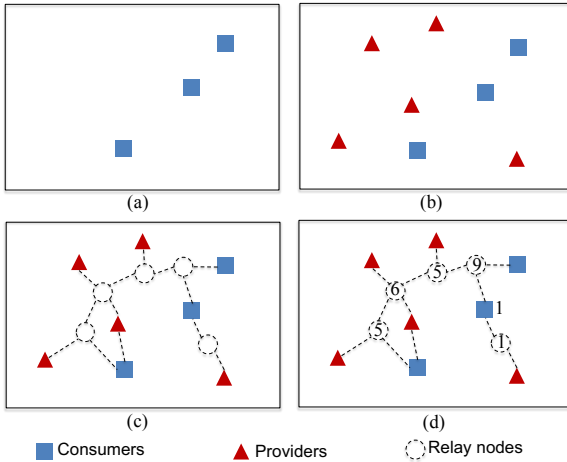 (a)
(b)
5
9
6
1
5
1
(c)
(d)
Consumers
Providers
Relay nodes